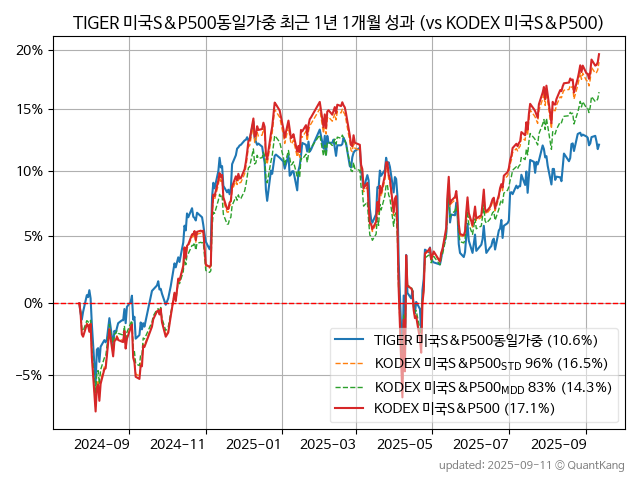 TIGER 미국S&P500동일가중 최근 1년 1개월 성과 (vs KODEX 미국S&P500)
20%
15%
10%
5%
0%
−5%
TIGER 미국S&P500동일가중 (10.6%)
KODEX 미국S&P500STD 96% (16.5%)
KODEX 미국S&P500MDD 83% (14.3%)
KODEX 미국S&P500 (17.1%)
2024-09 2024-11 2025-01 2025-03 2025-05 2025-07 2025-09
updated: 2025-09-11 © QuantKang